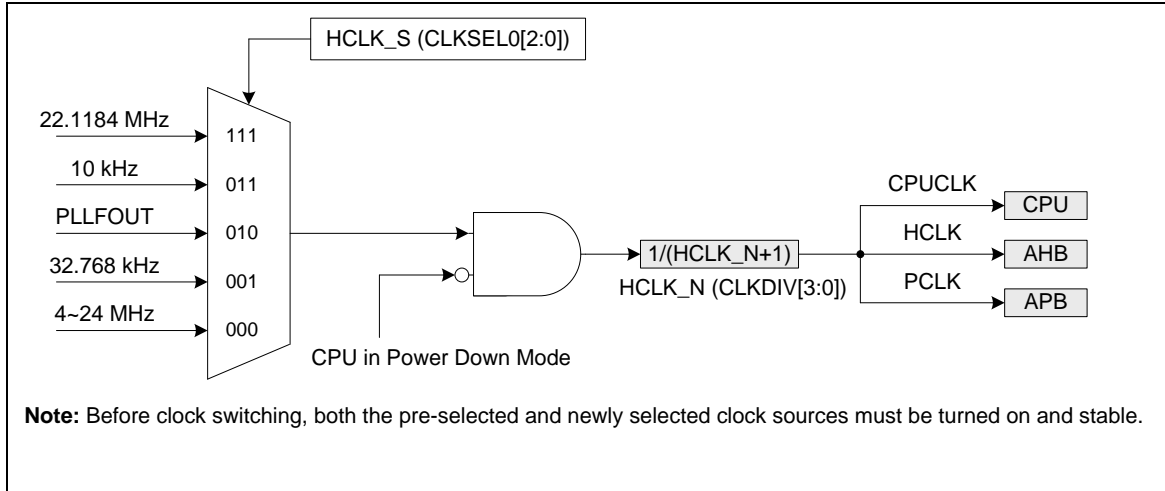 HCLK_S (CLKSEL0[2:0])
22.1184 MHz
111
10 kHz
011
PLLFOUT
010
32.768 kHz
001
4~24 MHz
000
CPU in Power Down Mode
1/(HCLK_N+1)
HCLK_N (CLKDIV[3:0])
CPUCLK
CPU
HCLK
AHB
PCLK
APB
Note: Before clock switching, both the pre-selected and newly selected clock sources must be turned on and stable.